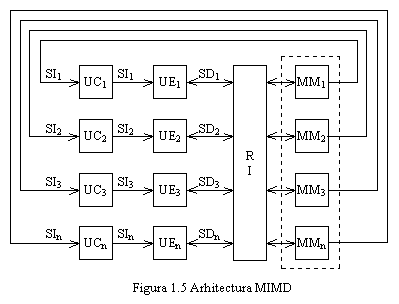 SI1 UC1 SI1 UE1 SD1 MM1
SI2 UC2 SI2 UE2 SD2 MM2
R
I
SI3 UC3 SI3 UE3 SD3 MM3
SIn UCn SIn UEn SDn MMn
Figura 1.5 Arhitectura MIMD